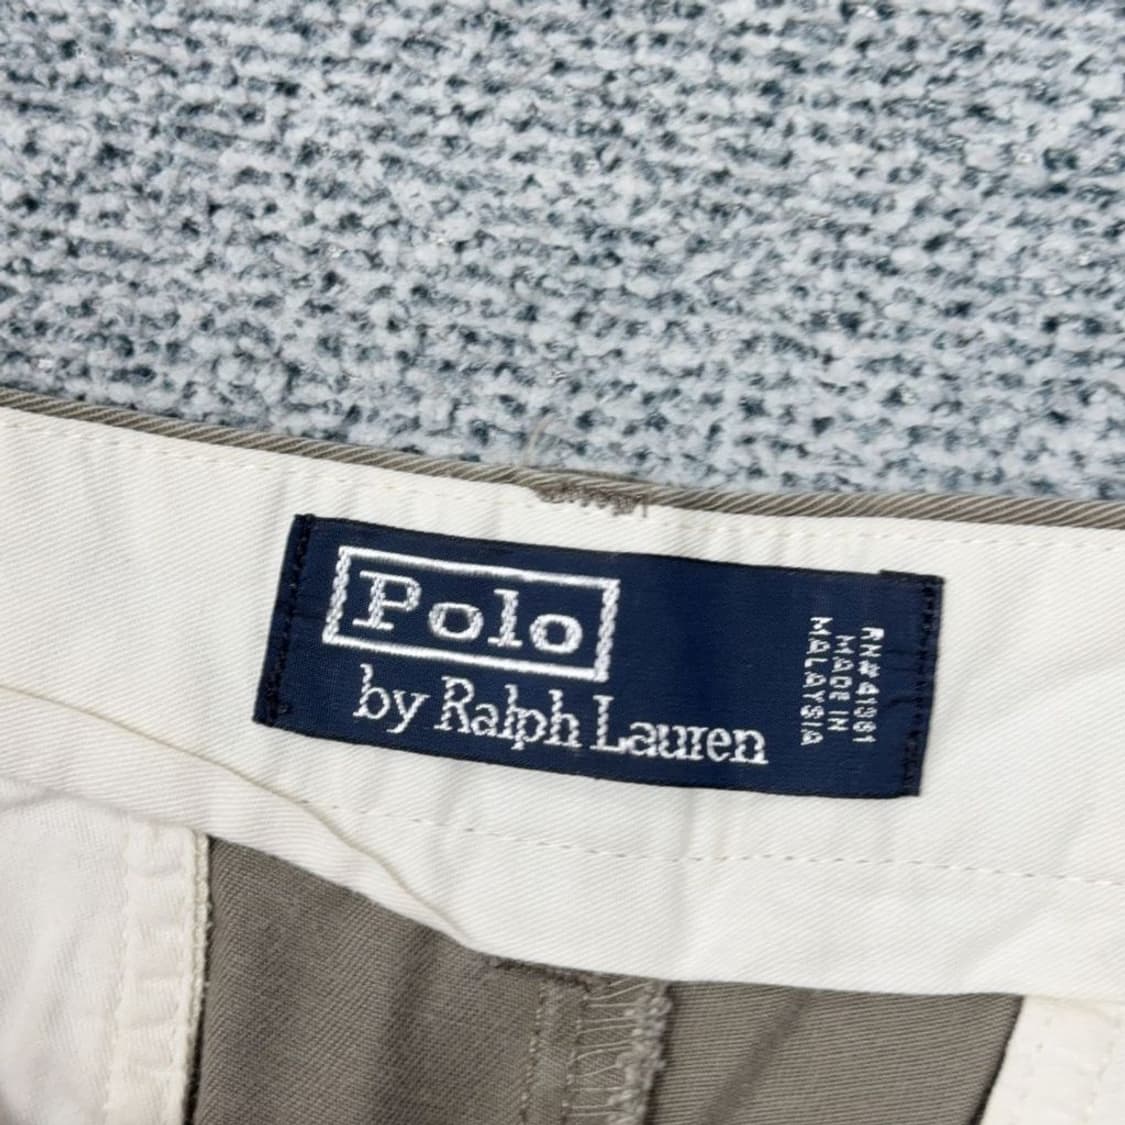 Polo
by Ralph Lauren
RN#41381
MADE IN
MALAYSIA